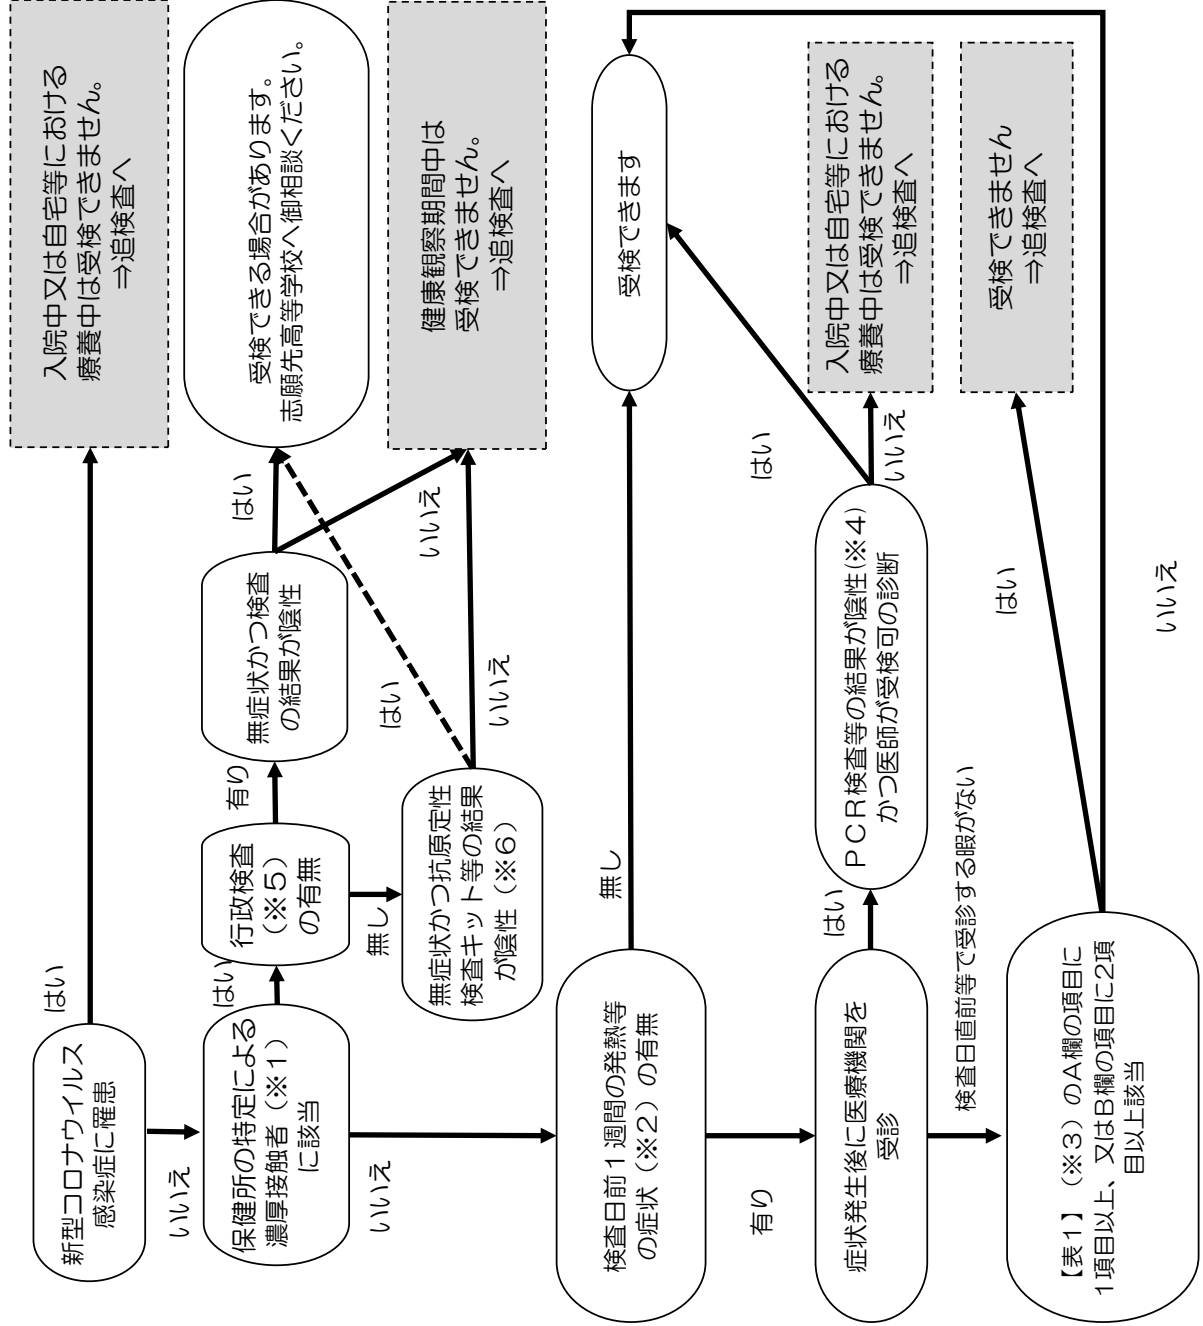 新型コロナウイルス
感染症に罹患
はい
入院中又は自宅等における
療養中は受検できません。
⇒追検査へ
いいえ
保健所の特定による
濃厚接触者（※１）
に該当
はい
行政検査
（※５）
の有無
有り
無症状かつ検査
の結果が陰性
はい
受検できる場合があります。
志願先高等学校へ御相談ください。
いいえ
無し
無症状かつ抗原定性
検査キット等の結果
が陰性（※６）
はい
いいえ
健康観察期間中は
受検できません。
⇒追検査へ
いいえ
検査日前１週間の発熱等
の症状（※２）の有無
無し
受検できます
有り
症状発生後に医療機関を
受診
はい
ＰＣＲ検査等の結果が陰性(※４)
かつ医師が受検可の診断
はい
いいえ
入院中又は自宅等における
療養中は受検できません。
⇒追検査へ
検査日直前等で受診する暇がない
【表１】（※３）のＡ欄の項目に
１項目以上、又はＢ欄の項目に２項
目以上該当
はい
受検できません
⇒追検査へ
いいえ